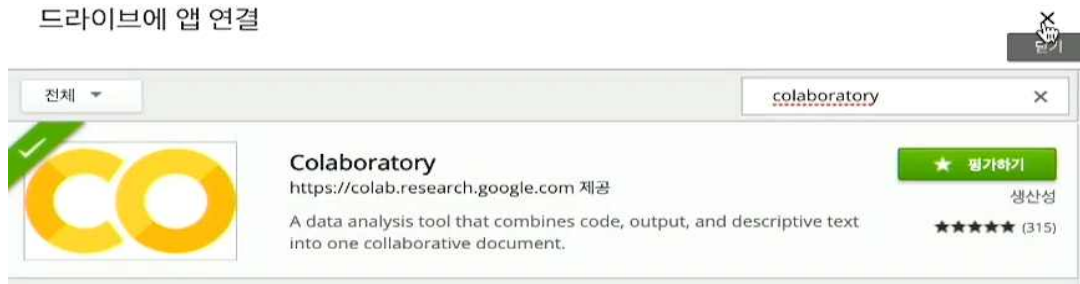 드라이브에 앱 연결
닫기
전체
colaboratory
Colaboratory
https://colab.research.google.com 제공
A data analysis tool that combines code, output, and descriptive text
into one collaborative document.
평가하기
생산성
(315)